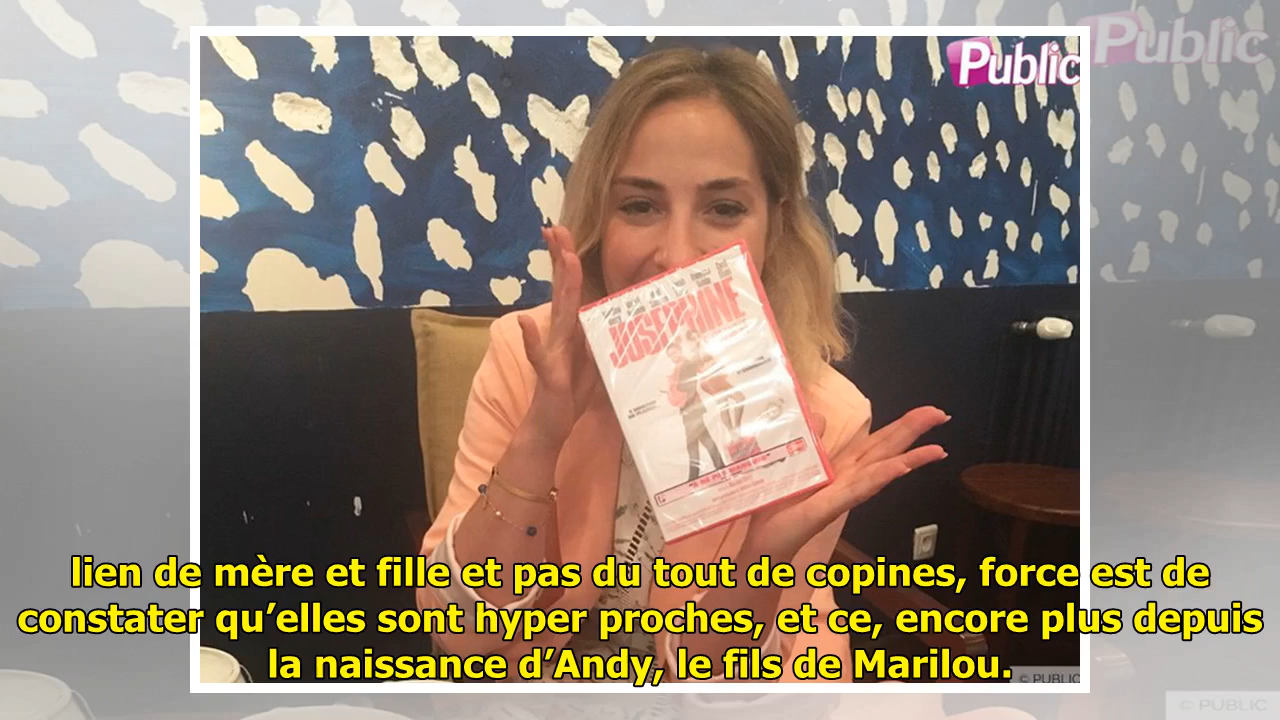 Public
Public
JOSÉPHINE
lien de mère et fille et pas du tout de copines, force est de
constater qu’elles sont hyper proches, et ce, encore plus depuis
la naissance d’Andy, le fils de Marilou.
© PUBLIC
© PUBLIC